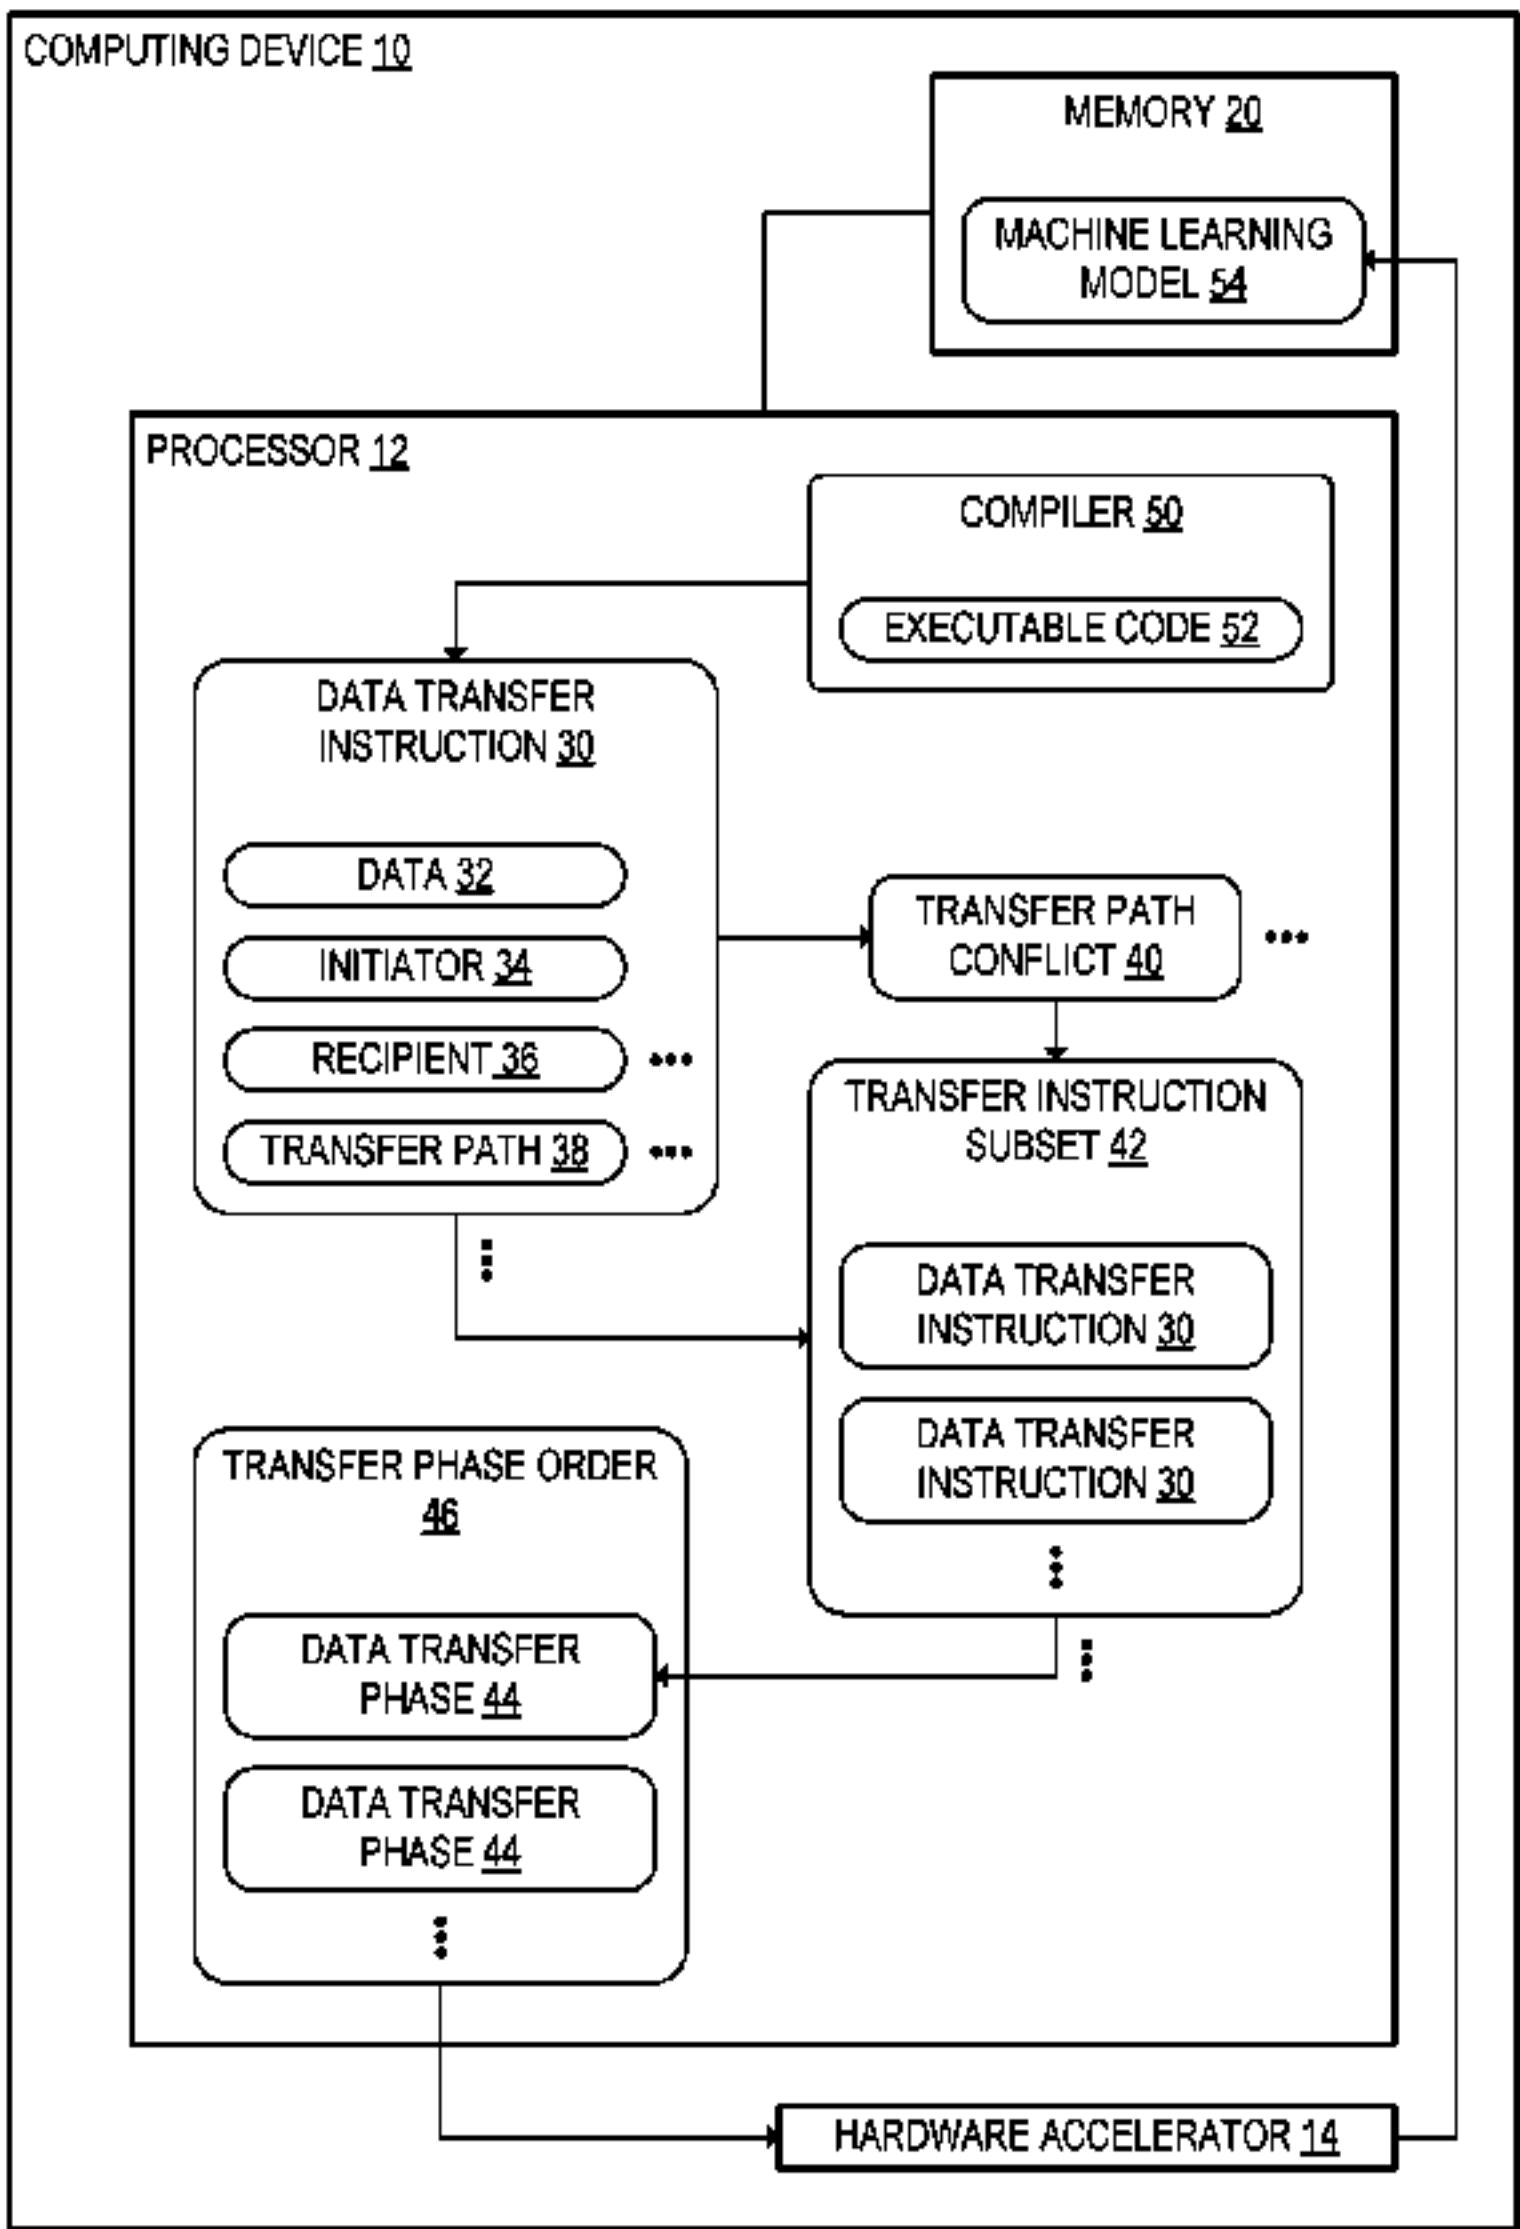 COMPUTING DEVICE 10
MEMORY 20
MACHINE LEARNING
MODEL 54
PROCESSOR 12
COMPILER 50
EXECUTABLE CODE 52
DATA TRANSFER
INSTRUCTION 30
DATA 32
INITIATOR 34
RECIPIENT 36
TRANSFER PATH 38
TRANSFER PATH
CONFLICT 40
TRANSFER INSTRUCTION
SUBSET 42
DATA TRANSFER
INSTRUCTION 30
DATA TRANSFER
INSTRUCTION 30
TRANSFER PHASE ORDER
46
DATA TRANSFER
PHASE 44
DATA TRANSFER
PHASE 44
HARDWARE ACCELERATOR 14